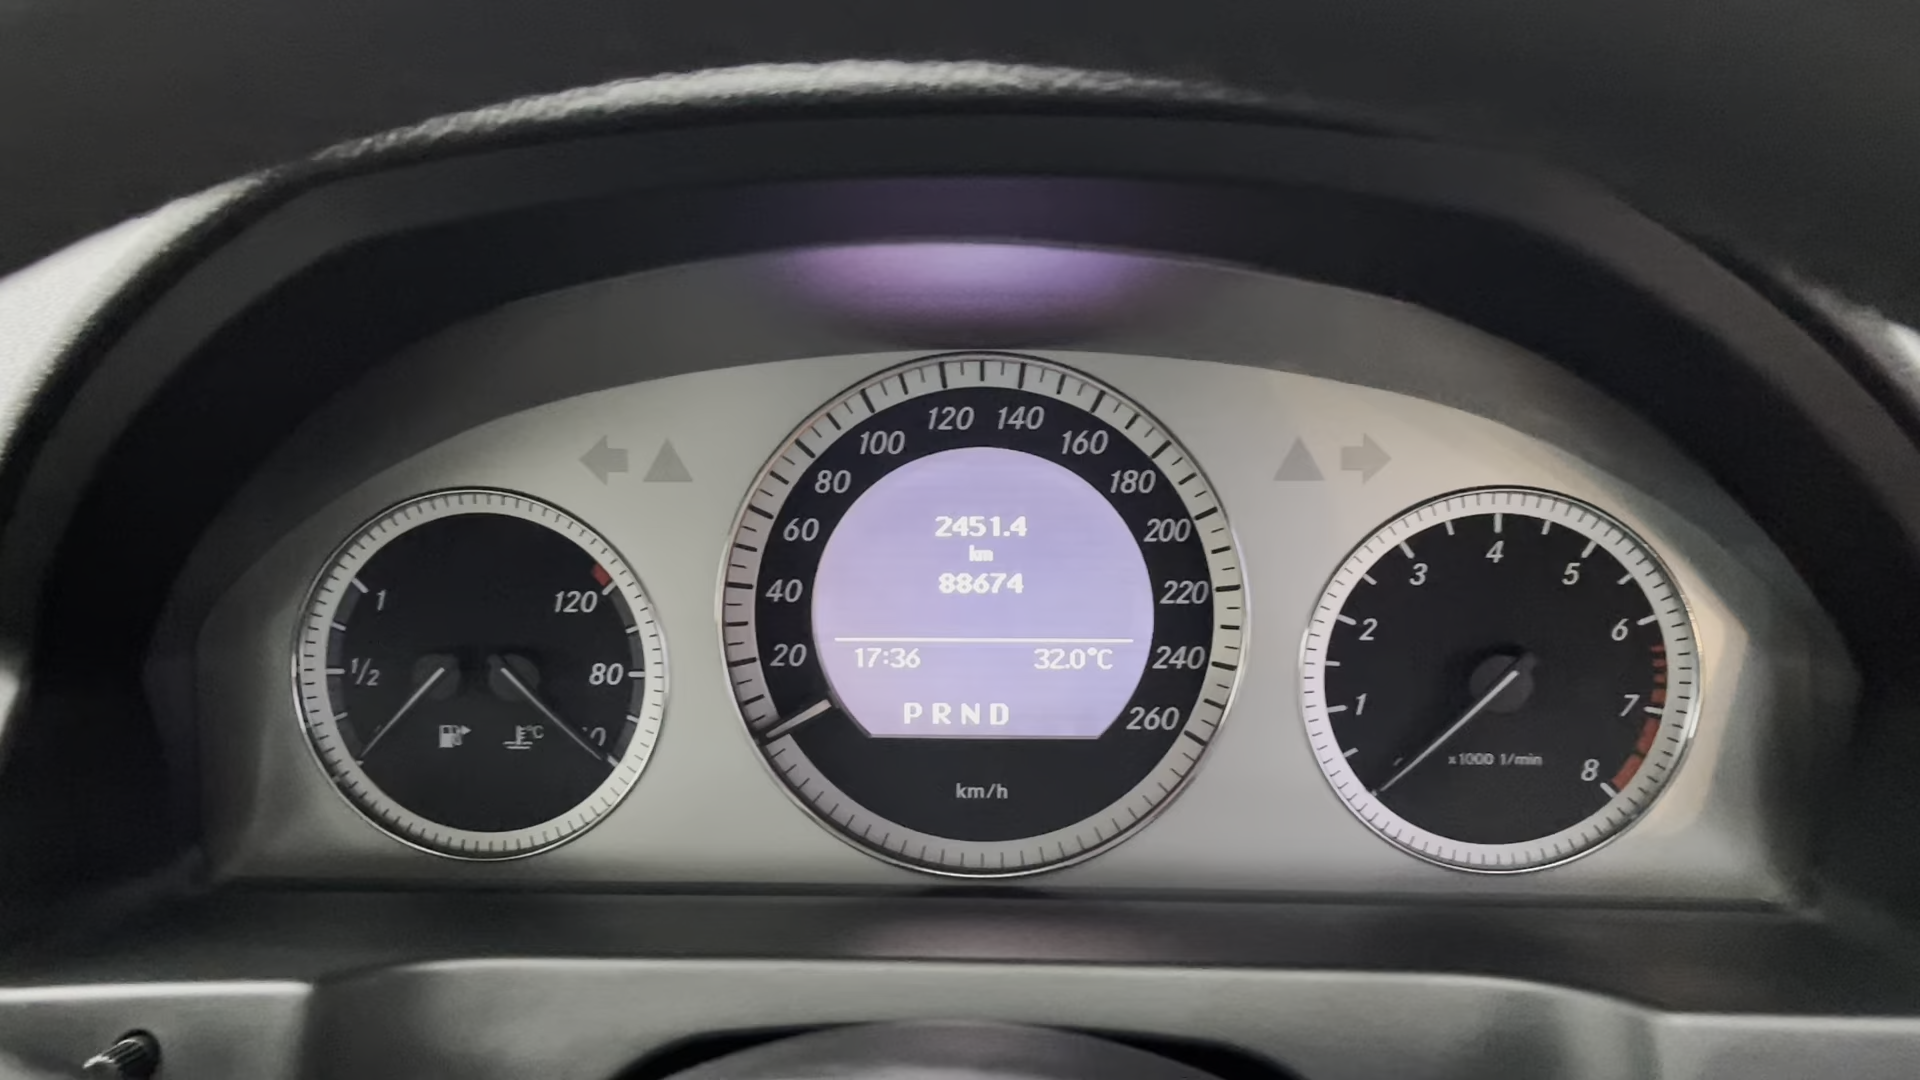 120 140
100 160
80 180
60 200
40 220
20 240
260
2451.4
km
88674
17:36 32.0°C
P R N D
km/h
1 120
1/2 80
°C
4
3 5
2 6
1 7
8
x1000 1/min